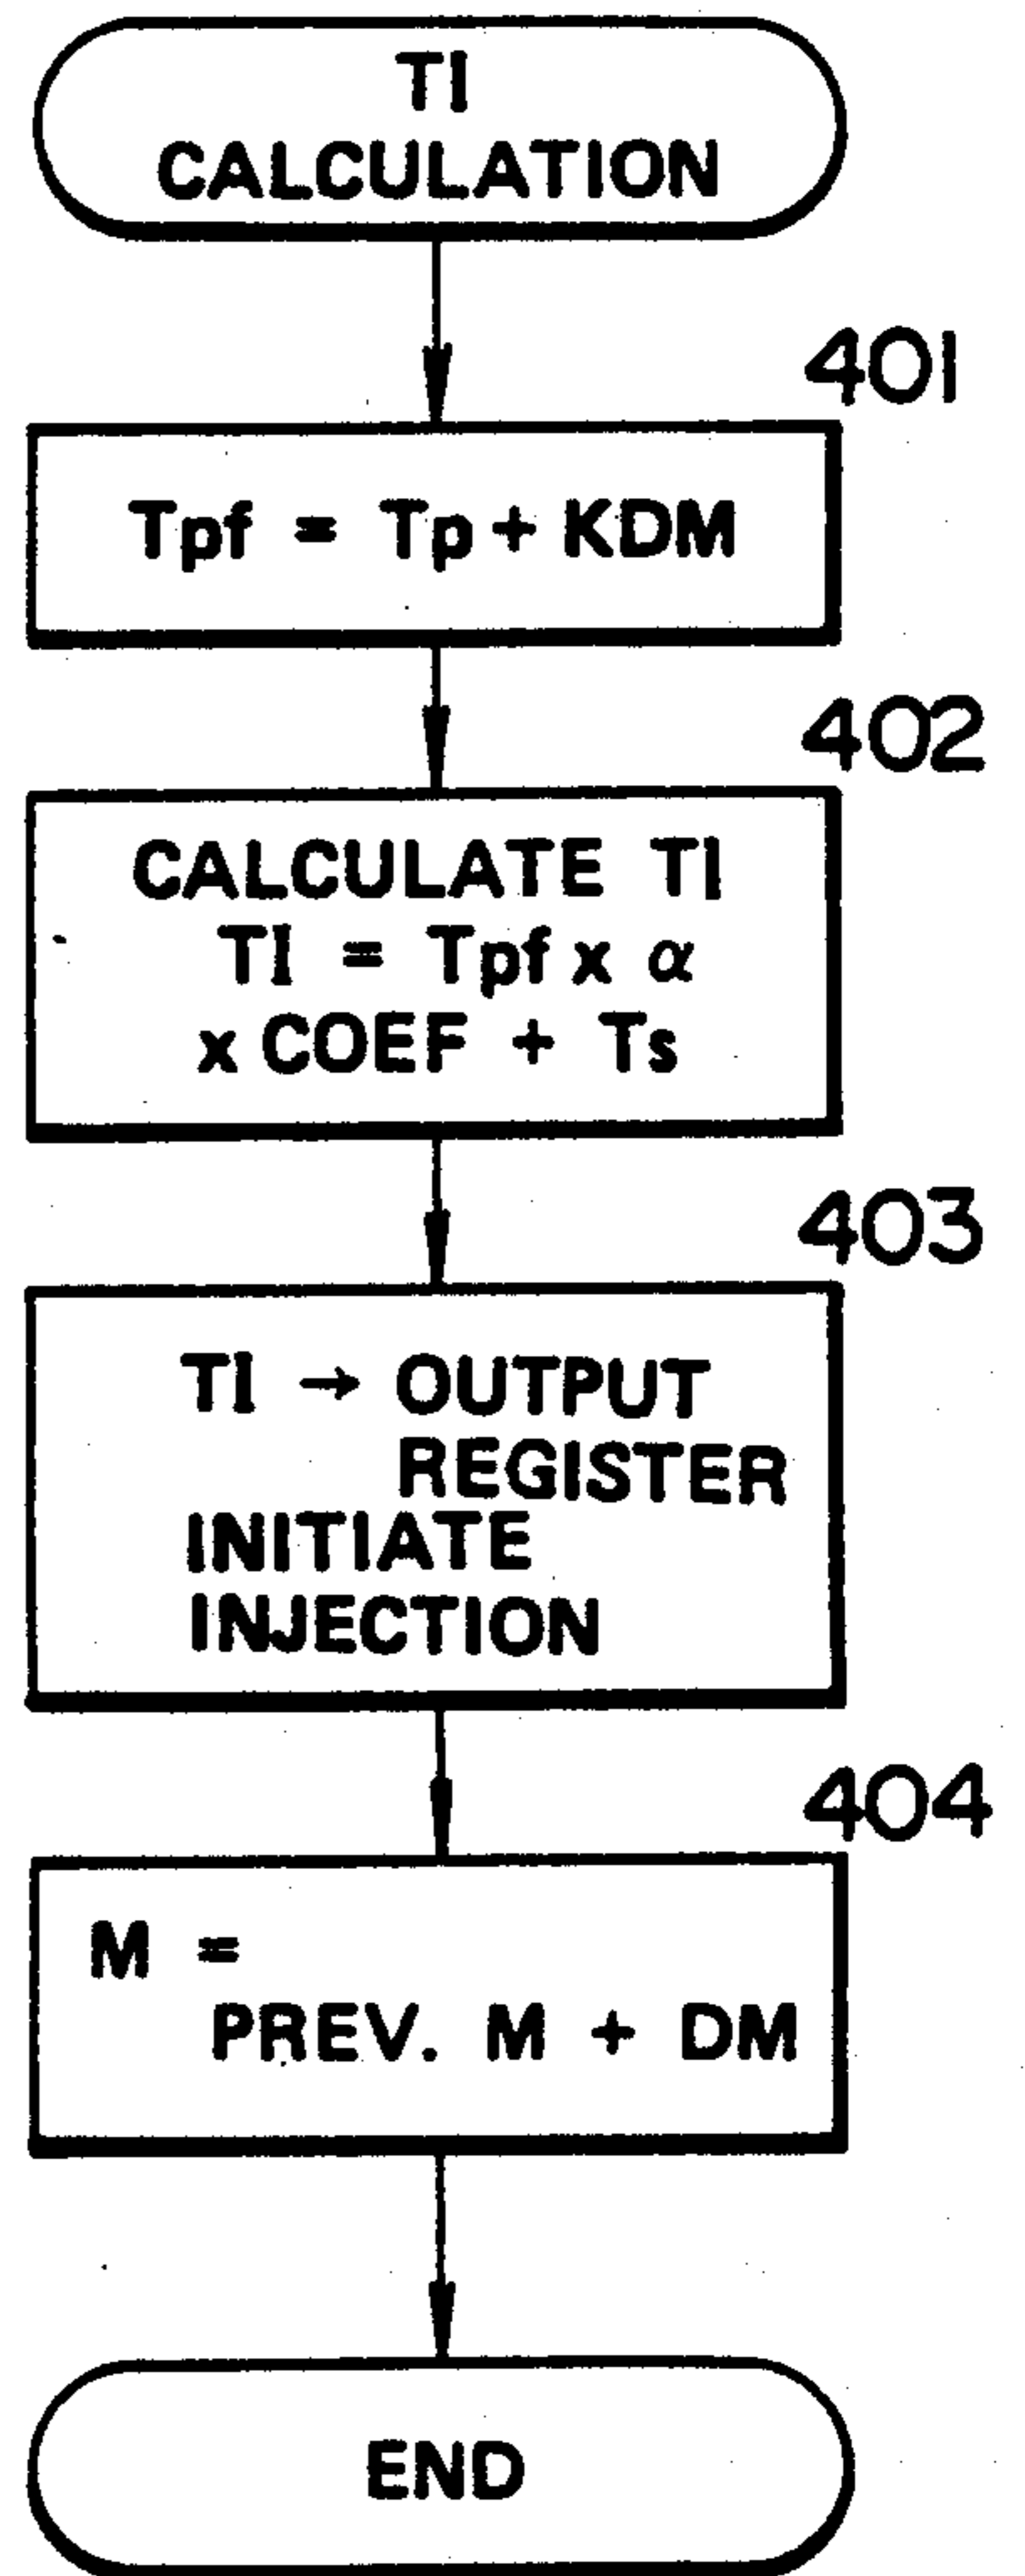 TI
CALCULATION
401
Tpf = Tp + KDM
402
CALCULATE TI
TI = Tpf x α
x COEF + Ts
403
TI → OUTPUT
REGISTER
INITIATE
INJECTION
404
M =
PREV. M + DM
END